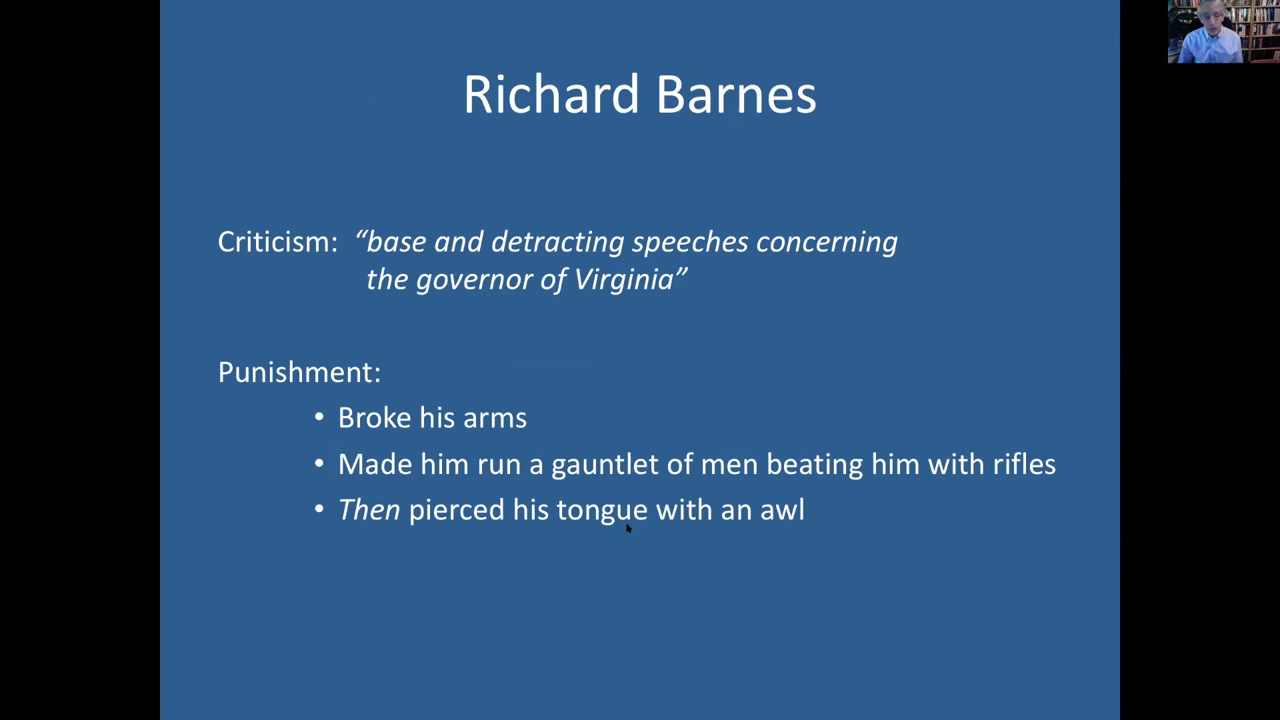 Richard Barnes
Criticism: “base and detracting speeches concerning
the governor of Virginia”
Punishment:
• Broke his arms
• Made him run a gauntlet of men beating him with rifles
• Then pierced his tongue with an awl